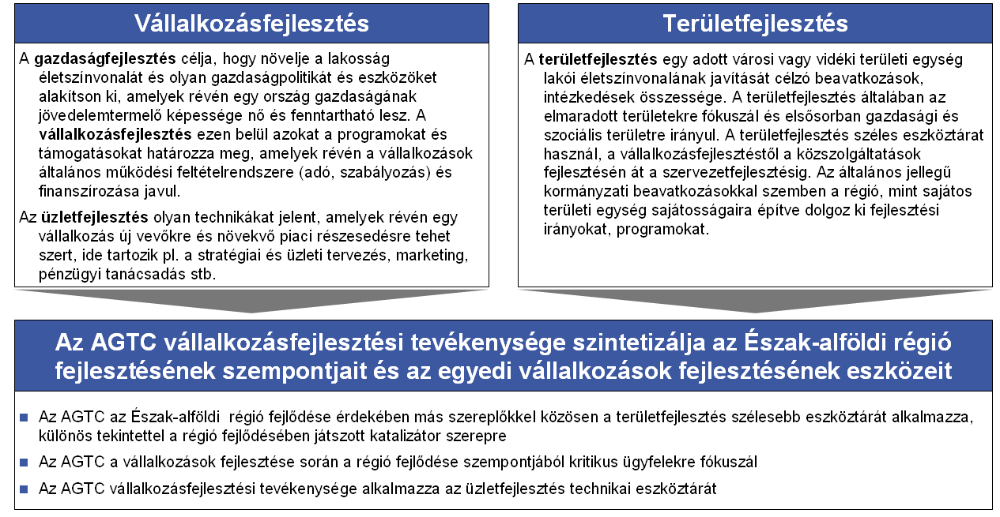 Vállalkozásfejlesztés
A gazdaságfejlesztés célja, hogy növelje a lakosság
életszínvonalát és olyan gazdaságpolitikát és eszközöket
alakítson ki, amelyek révén egy ország gazdaságának
jövedelemtermelő képessége nő és fenntartható lesz. A
vállalkozásfejlesztés ezen belül azokat a programokat és
támogatásokat határozza meg, amelyek révén a vállalkozások
általános működési feltételrendszere (adó, szabályozás) és
finanszírozása javul.
Az üzletfejlesztés olyan technikákat jelent, amelyek révén egy
vállalkozás új vevőkre és növekvő piaci részesedésre tehet
szert, ide tartozik pl. a stratégiai és üzleti tervezés, marketing,
pénzügyi tanácsadás stb.
Területfejlesztés
A területfejlesztés egy adott városi vagy vidéki területi egység
lakói életszínvonalának javítását célzó beavatkozások,
intézkedések összessége. A területfejlesztés általában az
elmaradott területekre fókuszál és elsősorban gazdasági és
szociális területre irányul. A területfejlesztés széles eszköztárat
használ, a vállalkozásfejlesztéstől a közszolgáltatások
fejlesztésén át a szervezetfejlesztésig. Az általános jellegű
kormányzati beavatkozásokkal szemben a régió, mint sajátos
területi egység sajátosságaira építve dolgoz ki fejlesztési
irányokat, programokat.
Az AGTC vállalkozásfejlesztési tevékenysége szintetizálja az Észak-alföldi régió
fejlesztésének szempontjait és az egyedi vállalkozások fejlesztésének eszközeit
Az AGTC az Észak-alföldi régió fejlődése érdekében más szereplőkkel közösen a területfejlesztés szélesebb eszköztárát alkalmazza,
különös tekintettel a régió fejlődésében játszott katalizátor szerepre
Az AGTC a vállalkozások fejlesztése során a régió fejlődése szempontjából kritikus ügyfelekre fókuszál
Az AGTC vállalkozásfejlesztési tevékenysége alkalmazza az üzletfejlesztés technikai eszköztárát